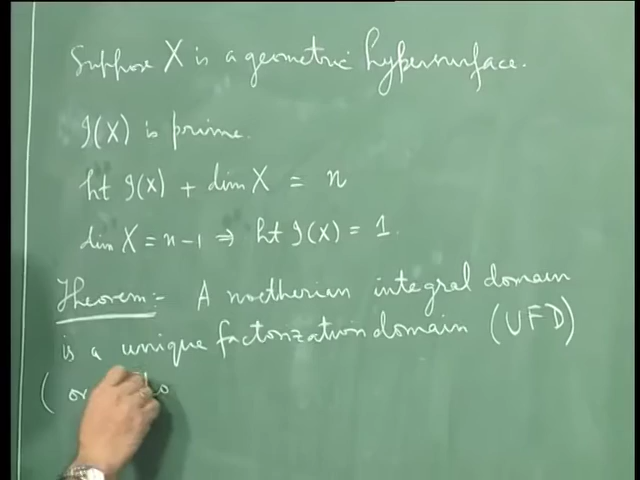 Suppose X is a geometric hypersurface.
I(X) is prime.
ht I(X) + dim X = n
dim X = n-1 ⇒ ht I(X) = 1.
Theorem:- A noetherian integral domain
is a unique factorization domain (UFD)
( or